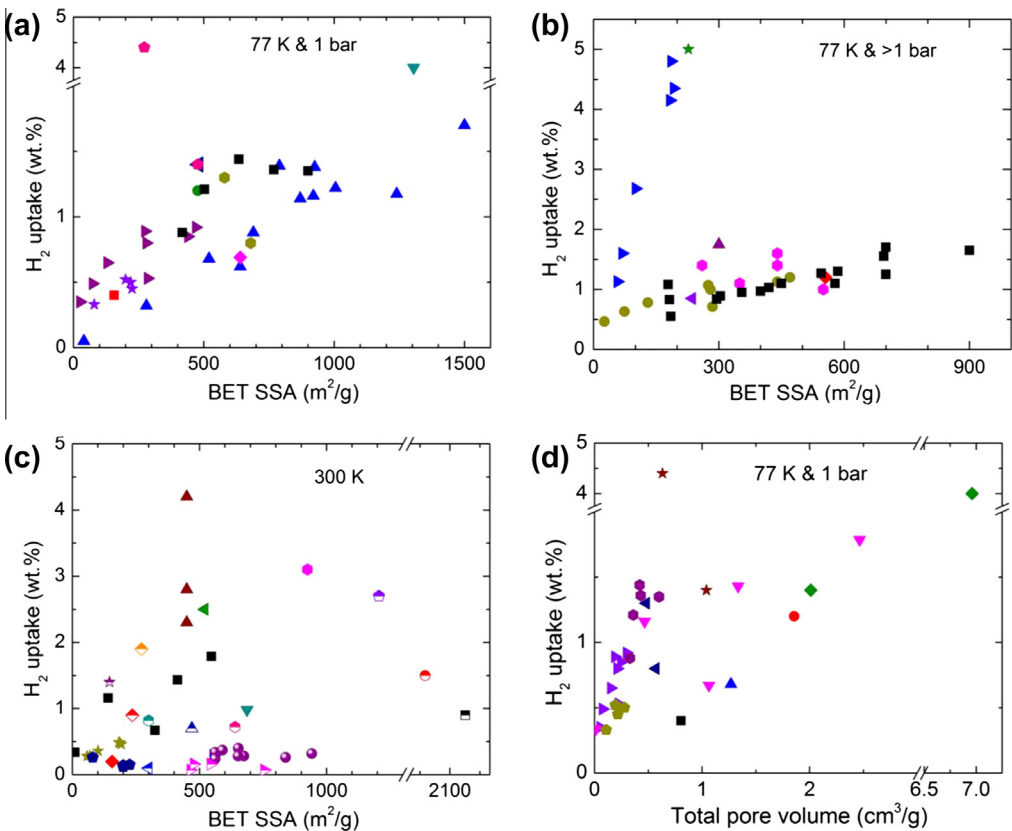 (a)
77 K & 1 bar
5
4
1
0
H2 uptake (wt.%)
0 500 1000 1500
BET SSA (m²/g)
(b)
77 K & >1 bar
5
4
3
2
1
0
H2 uptake (wt.%)
0 300 600 900
BET SSA (m²/g)
(c)
300 K
5
4
3
2
1
0
H2 uptake (wt.%)
0 500 1000 2100
BET SSA (m²/g)
(d)
77 K & 1 bar
5
4
1
0
H2 uptake (wt.%)
0 1 2 6.5 7.0
Total pore volume (cm³/g)